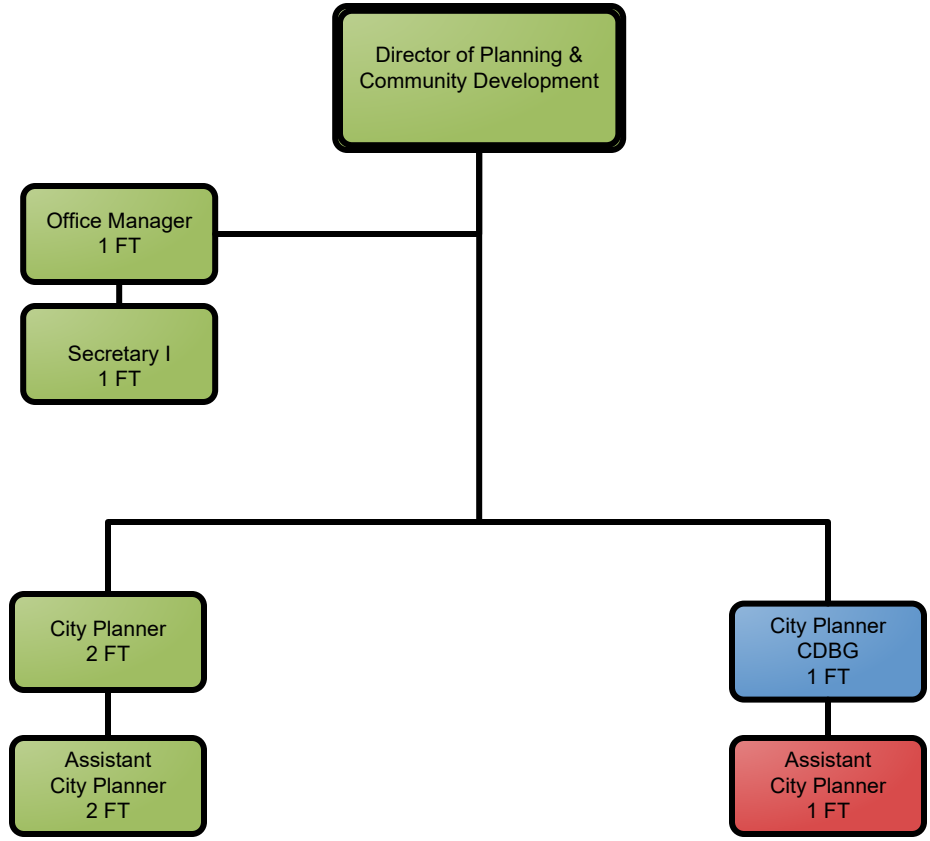 Director of Planning &
Community Development
Office Manager
1 FT
Secretary I
1 FT
City Planner
2 FT
Assistant
City Planner
2 FT
City Planner
CDBG
1 FT
Assistant
City Planner
1 FT